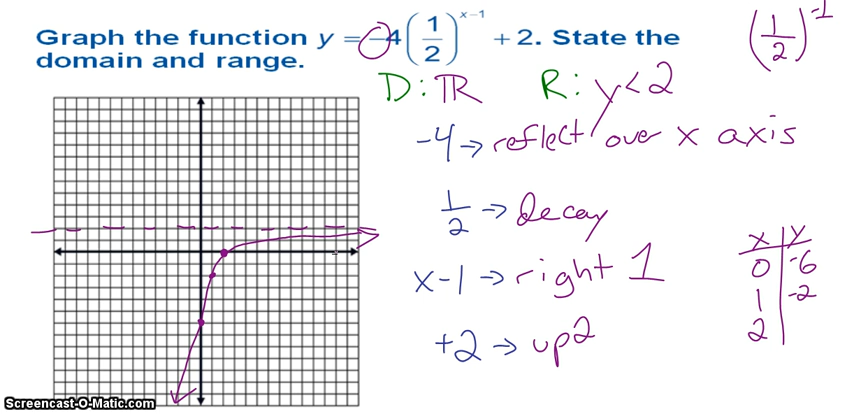 Graph the function y = -4(1/2)^(x-1) + 2. State the
domain and range.
(1/2)^-1
D: ℝ R: y<2
-4 → reflect over x axis
1/2 → decay
x-1 → right 1
+2 → up 2
x | y
0 | -6
1 | -2
2 |
Screencast-O-Matic.com